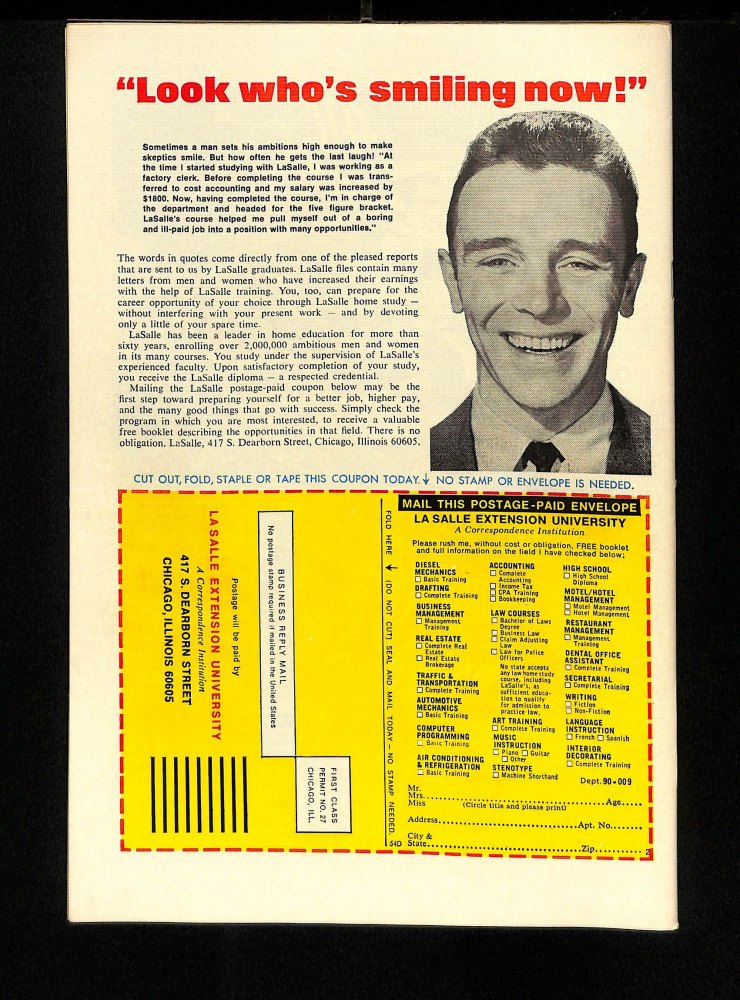 “Look who’s smiling now!”
Sometimes a man sets his ambitions high enough to make
skeptics smile. But how often he gets the last laugh! “At
the time I started studying with LaSalle, I was working as a
factory clerk. Before completing the course I was trans-
ferred to cost accounting and my salary was increased by
$1800. Now, having completed the course, I’m in charge of
the department and headed for the five figure bracket.
LaSalle’s course helped me pull myself out of a boring
and ill-paid job into a position with many opportunities.”
The words in quotes come directly from one of the pleased reports
that are sent to us by LaSalle graduates. LaSalle files contain many
letters from men and women who have increased their earnings
with the help of LaSalle training. You, too, can prepare for the
career opportunity of your choice through LaSalle home study —
without interfering with your present work — and by devoting
only a little of your spare time.
LaSalle has been a leader in home education for more than
sixty years, enrolling over 2,000,000 ambitious men and women
in its many courses. You study under the supervision of LaSalle’s
experienced faculty. Upon satisfactory completion of your study,
you receive the LaSalle diploma — a respected credential.
Mailing the LaSalle postage-paid coupon below may be the
first step toward preparing yourself for a better job, higher pay,
and the many good things that go with success. Simply check the
program in which you are most interested, to receive a valuable
free booklet describing the opportunities in that field. There is no
obligation. LaSalle, 417 S. Dearborn Street, Chicago, Illinois 60605.
CUT OUT, FOLD, STAPLE OR TAPE THIS COUPON TODAY. ↓ NO STAMP OR ENVELOPE IS NEEDED.
BUSINESS REPLY MAIL
No postage stamp required if mailed in the United States
Postage will be paid by
LA SALLE EXTENSION UNIVERSITY
A Correspondence Institution
417 S. DEARBORN STREET
CHICAGO, ILLINOIS 60605
FIRST CLASS
PERMIT NO. 27
CHICAGO, ILL.
FOLD HERE ↓ (DO NOT CUT) SEAL AND MAIL TODAY — NO STAMP NEEDED.
MAIL THIS POSTAGE-PAID ENVELOPE
LA SALLE EXTENSION UNIVERSITY
A Correspondence Institution
Please rush me, without cost or obligation, FREE booklet
and full information on the field I have checked below:
DIESEL
MECHANICS
☐ Basic Training
DRAFTING
☐ Complete Training
BUSINESS
MANAGEMENT
☐ Management
Training
REAL ESTATE
☐ Complete Real
Estate
☐ Real Estate
Brokerage
TRAFFIC &
TRANSPORTATION
☐ Complete Training
AUTOMOTIVE
MECHANICS
☐ Basic Training
COMPUTER
PROGRAMMING
☐ Basic Training
AIR CONDITIONING
& REFRIGERATION
☐ Basic Training
ACCOUNTING
☐ Complete
Accounting
☐ Income Tax
☐ CPA Training
☐ Bookkeeping
LAW COURSES
☐ Bachelor of Laws
Degree
☐ Business Law
☐ Claim Adjusting
Law
☐ Law for Police
Officers
No state accepts
any law home study
course, including
LaSalle’s, as
sufficient educa-
tion to qualify
for admission to
practice law.
ART TRAINING
☐ Complete Training
MUSIC
INSTRUCTION
☐ Piano ☐ Guitar
☐ Other
STENOTYPE
☐ Machine Shorthand
HIGH SCHOOL
☐ High School
Diploma
MOTEL/HOTEL
MANAGEMENT
☐ Motel Management
☐ Hotel Management
RESTAURANT
MANAGEMENT
☐ Management
Training
DENTAL OFFICE
ASSISTANT
☐ Complete Training
SECRETARIAL
☐ Complete Training
WRITING
☐ Fiction
☐ Non-Fiction
LANGUAGE
INSTRUCTION
☐ French ☐ Spanish
INTERIOR
DECORATING
☐ Complete Training
Dept. 90-009
Mr.
Mrs.
Miss ........ Age.....
(Circle title and please print)
Address........ Apt. No........
City &
State........ Zip........
54D
2